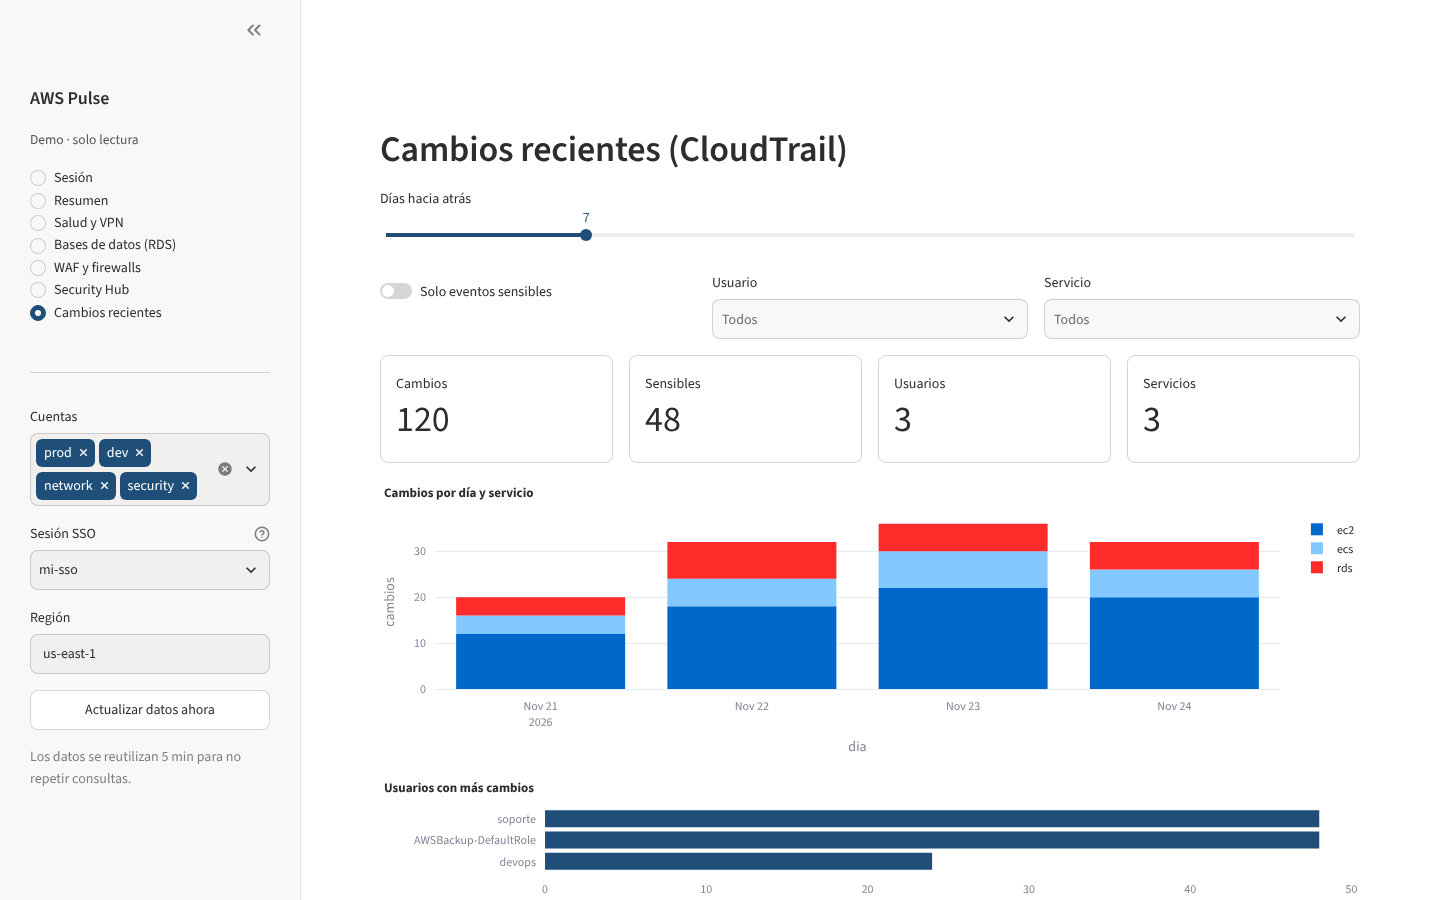 AWS Pulse
Demo · solo lectura
Sesión
Resumen
Salud y VPN
Bases de datos (RDS)
WAF y firewalls
Security Hub
Cambios recientes
Cuentas
prod × dev ×
network × security ×
Sesión SSO
mi-sso
Región
us-east-1
Actualizar datos ahora
Los datos se reutilizan 5 min para no
repetir consultas.
Cambios recientes (CloudTrail)
Días hacia atrás
7
Solo eventos sensibles
Usuario
Todos
Servicio
Todos
Cambios
120
Sensibles
48
Usuarios
3
Servicios
3
Cambios por día y servicio
cambios
30
20
10
0
Nov 21
2026
Nov 22
Nov 23
Nov 24
dia
ec2
ecs
rds
Usuarios con más cambios
soporte
AWSBackup-DefaultRole
devops
0 10 20 30 40 50